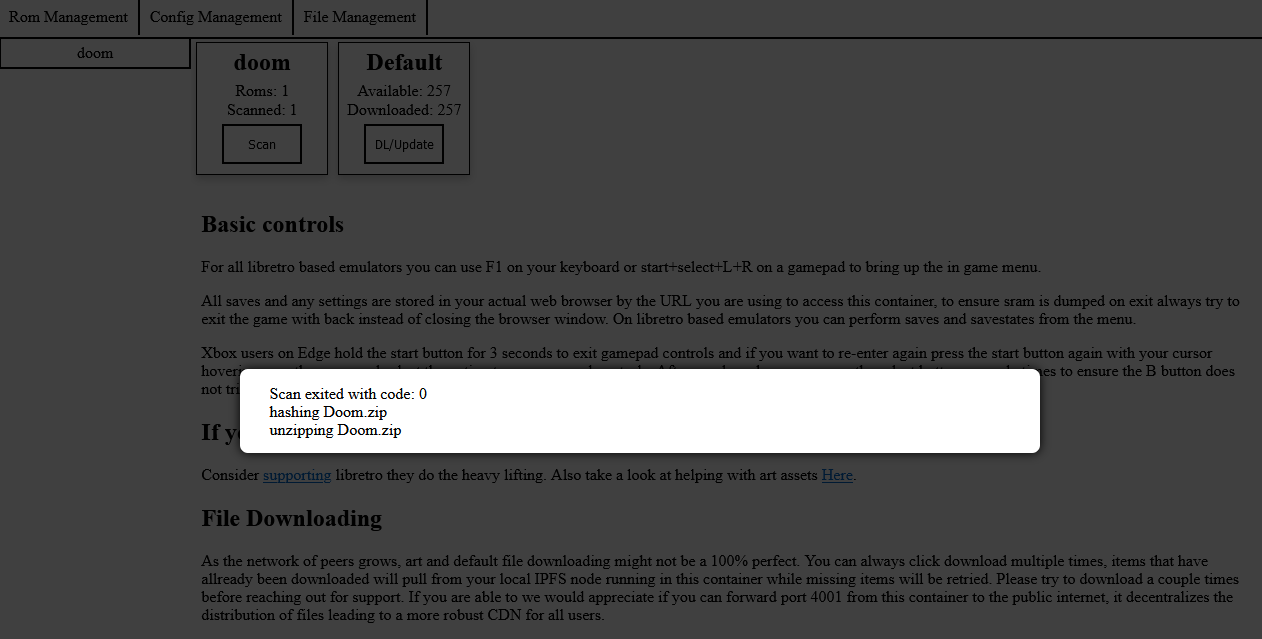 Rom Management
Config Management
File Management
doom
doom
Roms: 1
Scanned: 1
Scan
Default
Available: 257
Downloaded: 257
DL/Update
Basic controls
For all libretro based emulators you can use F1 on your keyboard or start+select+L+R on a gamepad to bring up the in game menu.
All saves and any settings are stored in your actual web browser by the URL you are using to access this container, to ensure sram is dumped on exit always try to
exit the game with back instead of closing the browser window. On libretro based emulators you can perform saves and savestates from the menu.
Xbox users on Edge hold the start button for 3 seconds to exit gamepad controls and if you want to re-enter again press the start button again with your cursor
to ensure the B button does
not
Scan exited with code: 0
hashing Doom.zip
unzipping Doom.zip
If
Consider supporting libretro they do the heavy lifting. Also take a look at helping with art assets Here.
File Downloading
As the network of peers grows, art and default file downloading might not be a 100% perfect. You can always click download multiple times, items that have
allready been downloaded will pull from your local IPFS node running in this container while missing items will be retried. Please try to download a couple times
before reaching out for support. If you are able to we would appreciate if you can forward port 4001 from this container to the public internet, it decentralizes the
distribution of files leading to a more robust CDN for all users.